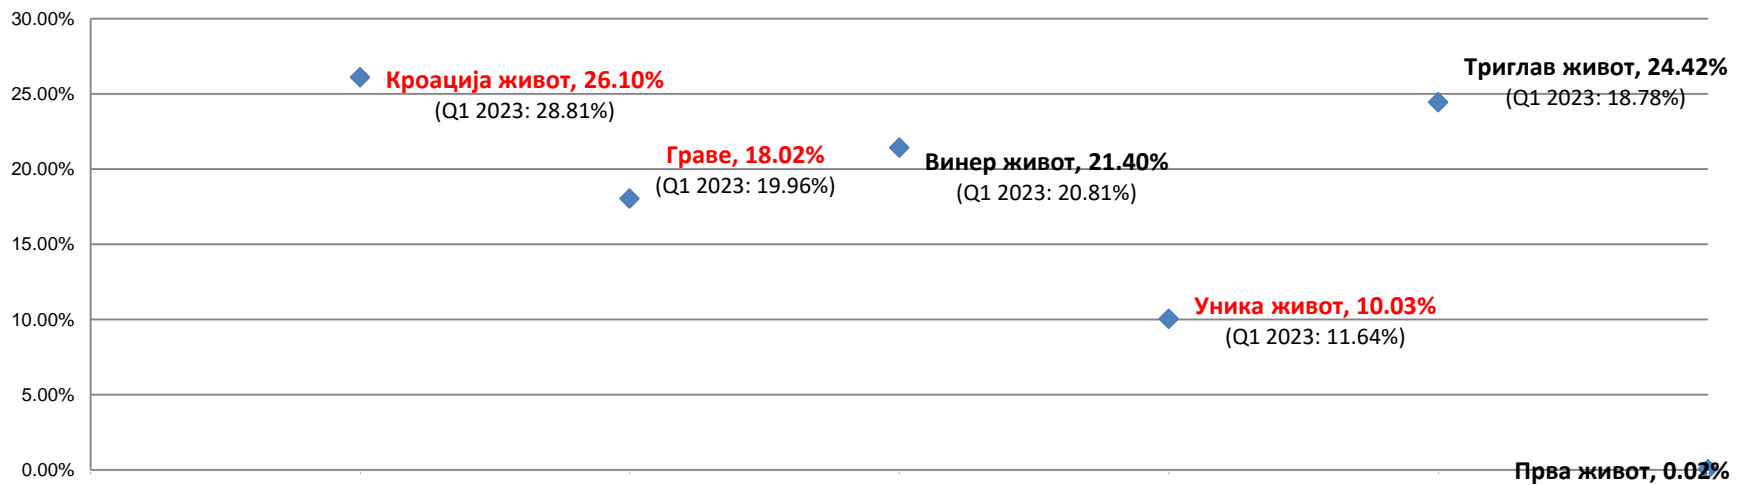 30.00%
25.00%
20.00%
15.00%
10.00%
5.00%
0.00%
Кроација живот, 26.10%
(Q1 2023: 28.81%)
Граве, 18.02%
(Q1 2023: 19.96%)
Винер живот, 21.40%
(Q1 2023: 20.81%)
Уника живот, 10.03%
(Q1 2023: 11.64%)
Триглав живот, 24.42%
(Q1 2023: 18.78%)
Прва живот, 0.02%